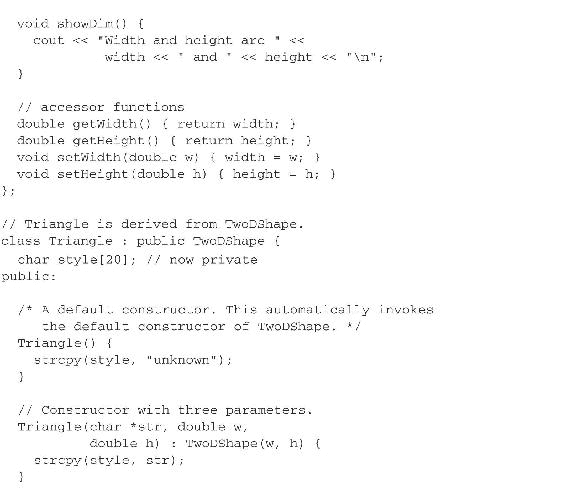 void showDim() {
cout << "Width and height are " <<
width << " and " << height << "\n";
}
// accessor functions
double getWidth() { return width; }
double getHeight() { return height; }
void setWidth(double w) { width = w; }
void setHeight(double h) { height = h; }
};
// Triangle is derived from TwoDShape.
class Triangle : public TwoDShape {
char style[20]; // now private
public:
/* A default constructor. This automatically invokes
the default constructor of TwoDShape. */
Triangle() {
strcpy(style, "unknown");
}
// Constructor with three parameters.
Triangle(char *str, double w,
double h) : TwoDShape(w, h) {
strcpy(style, str);
}